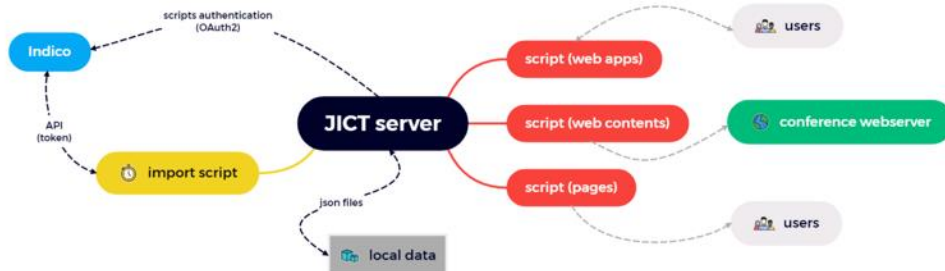 scripts authentication
(OAuth2)
users
Indico
script (web apps)
API
(token)
JICT server
script (web contents)
conference webserver
import script
script (pages)
json files
users
local data